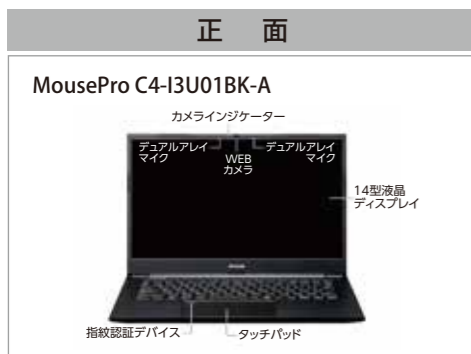 正 面
MousePro C4-I3U01BK-A
カメラインジケーター
デュアルアレイ
マイク
WEB
カメラ
デュアルアレイ
マイク
14型液晶
ディスプレイ
指紋認証デバイス
タッチパッド